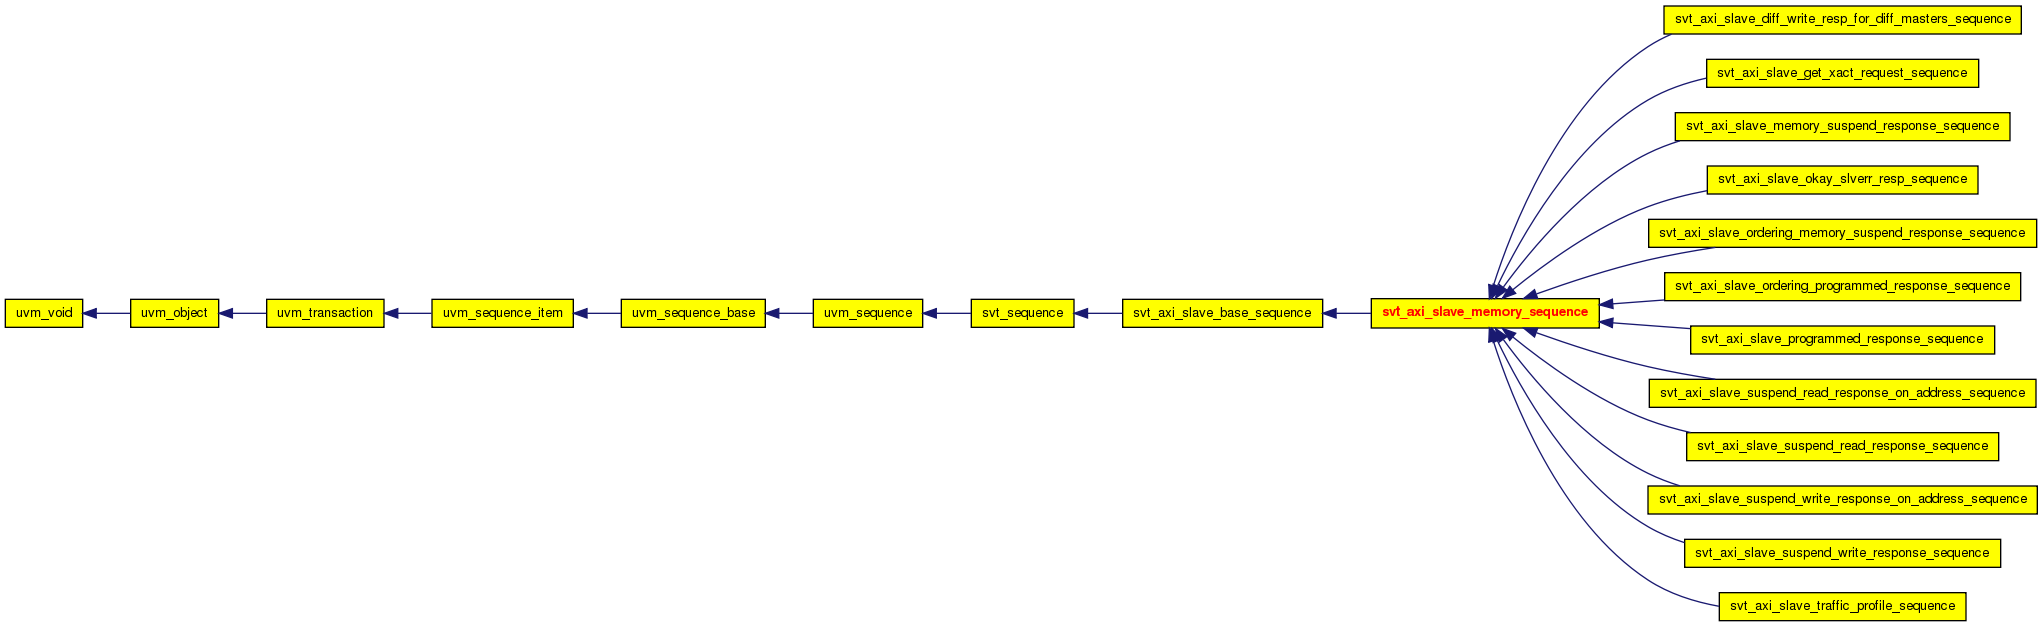 svt_axi_slave_diff_write_resp_for_diff_masters_sequence
svt_axi_slave_get_xact_request_sequence
svt_axi_slave_memory_suspend_response_sequence
svt_axi_slave_okay_slverr_resp_sequence
svt_axi_slave_ordering_memory_suspend_response_sequence
svt_axi_slave_ordering_programmed_response_sequence
uvm_void
uvm_object
uvm_transaction
uvm_sequence_item
uvm_sequence_base
uvm_sequence
svt_sequence
svt_axi_slave_base_sequence
svt_axi_slave_memory_sequence
svt_axi_slave_programmed_response_sequence
svt_axi_slave_suspend_read_response_on_address_sequence
svt_axi_slave_suspend_read_response_sequence
svt_axi_slave_suspend_write_response_on_address_sequence
svt_axi_slave_suspend_write_response_sequence
svt_axi_slave_traffic_profile_sequence